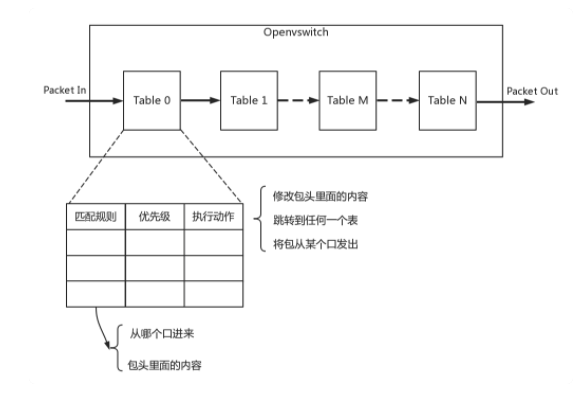 Openvswitch
Packet In
Table 0
Table 1
Table M
Table N
Packet Out
匹配规则
优先级
执行动作
修改包头里面的内容
跳转到任何一个表
将包从某个口发出
从哪个口进来
包头里面的内容